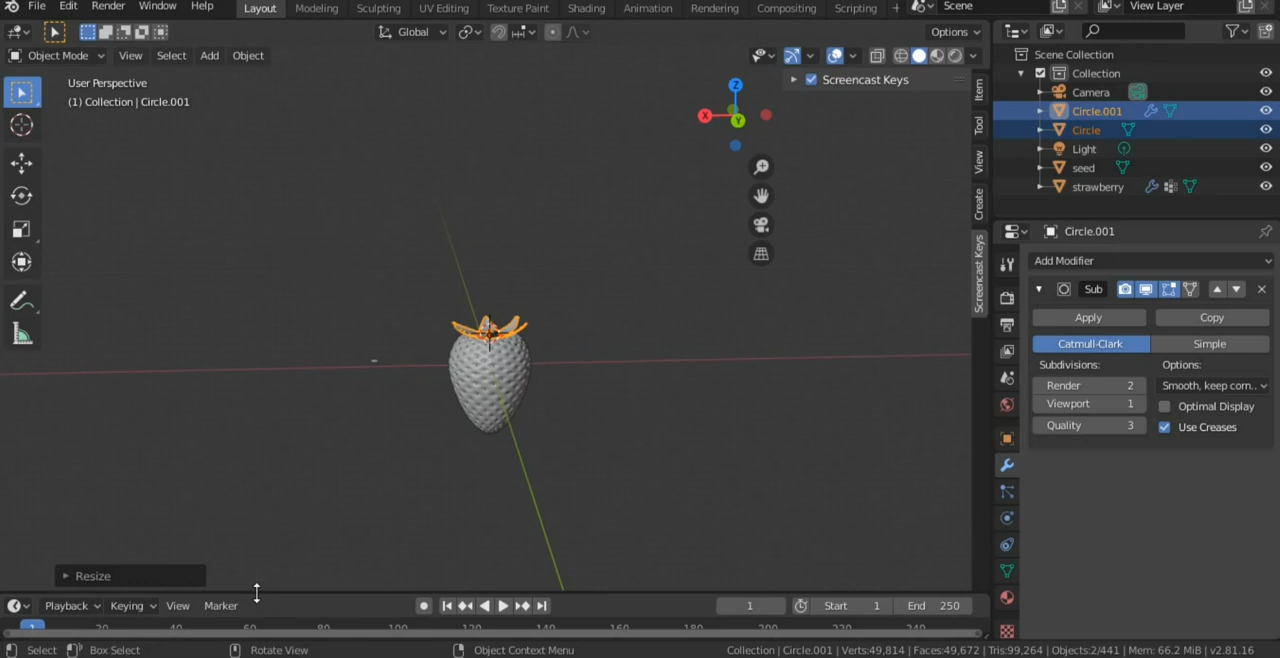 File Edit Render Window Help Layout Modeling Sculpting UV Editing Texture Paint Shading Animation Rendering Compositing Scripting + Scene View Layer
Global Options
Object Mode View Select Add Object
User Perspective
(1) Collection | Circle.001
Screencast Keys
Z
X
Y
Item
Tool
View
Create
Screencast Keys
Scene Collection
Collection
Camera
Circle.001
Circle
Light
seed
strawberry
Circle.001
Add Modifier
Sub
Apply Copy
Catmull-Clark Simple
Subdivisions: Options:
Render 2 Smooth, keep corn..
Viewport 1 Optimal Display
Quality 3 Use Creases
Resize
Playback Keying View Marker 1 Start 1 End 250
1 20 40 60 80 100 120 140 160 180 200 220 240
Select Box Select Rotate View Object Context Menu Collection | Circle.001 | Verts:49,814 | Faces:49,672 | Tris:99,264 | Objects:2/441 | Mem: 66.2 MiB | v2.81.16